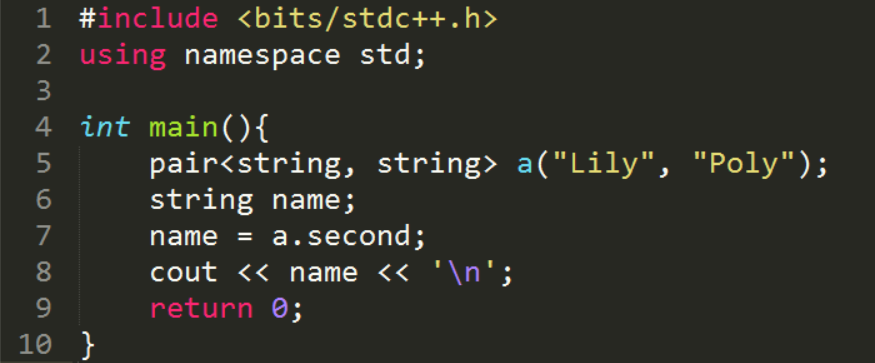 1 #include <bits/stdc++.h>
2 using namespace std;
3
4 int main(){
5     pair<string, string> a("Lily", "Poly");
6     string name;
7     name = a.second;
8     cout << name << '\n';
9     return 0;
10 }